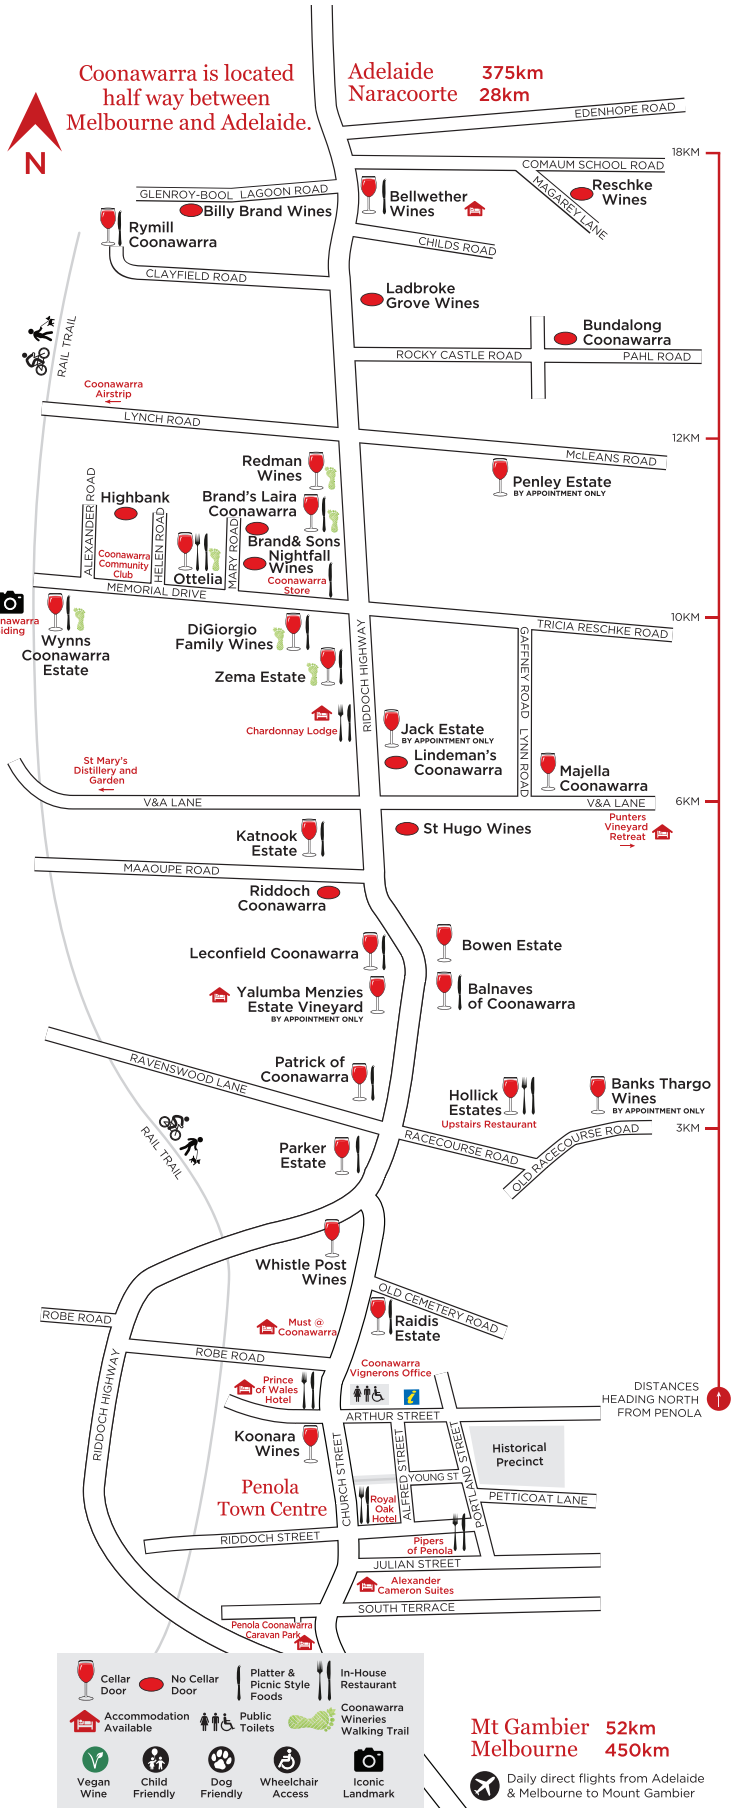 Coonawarra is located
half way between
Melbourne and Adelaide.
Adelaide 375km
Naracoorte 28km
N
EDENHOPE ROAD
18KM
COMAUM SCHOOL ROAD
MAGAREY LANE
Reschke
Wines
GLENROY-BOOL LAGOON ROAD
Billy Brand Wines
Bellwether
Wines
Rymill
Coonawarra
CHILDS ROAD
CLAYFIELD ROAD
Ladbroke
Grove Wines
RAIL TRAIL
Bundalong
Coonawarra
ROCKY CASTLE ROAD
PAHL ROAD
Coonawarra
Airstrip
LYNCH ROAD
12KM
McLEANS ROAD
Redman
Wines
Penley Estate
BY APPOINTMENT ONLY
ALEXANDER ROAD
Highbank
Brand's Laira
Coonawarra
HELEN ROAD
MARY ROAD
Brand& Sons
Nightfall
Wines
Coonawarra
Community
Club
Ottelia
Coonawarra
Store
MEMORIAL DRIVE
nawarra
iding
Wynns
Coonawarra
Estate
DiGiorgio
Family Wines
10KM
TRICIA RESCHKE ROAD
Zema Estate
RIDDOCH HIGHWAY
GAFFNEY ROAD
LYNN ROAD
Chardonnay Lodge
Jack Estate
BY APPOINTMENT ONLY
Lindeman's
Coonawarra
St Mary's
Distillery and
Garden
Majella
Coonawarra
V&A LANE
V&A LANE
6KM
Punters
Vineyard
Retreat
Katnook
Estate
St Hugo Wines
MAAOUPE ROAD
Riddoch
Coonawarra
Leconfield Coonawarra
Bowen Estate
Yalumba Menzies
Estate Vineyard
BY APPOINTMENT ONLY
Balnaves
of Coonawarra
RAVENSWOOD LANE
Patrick of
Coonawarra
Hollick
Estates
Upstairs Restaurant
Banks Thargo
Wines
BY APPOINTMENT ONLY
3KM
RAIL TRAIL
Parker
Estate
RACECOURSE ROAD
OLD RACECOURSE ROAD
Whistle Post
Wines
OLD CEMETERY ROAD
ROBE ROAD
Must @
Coonawarra
Raidis
Estate
RIDDOCH HIGHWAY
ROBE ROAD
Coonawarra
Vignerons Office
Prince
of Wales
Hotel
i
DISTANCES
HEADING NORTH
FROM PENOLA
ARTHUR STREET
Koonara
Wines
CHURCH STREET
ALFRED STREET
PORTLAND STREET
Historical
Precinct
YOUNG ST
Penola
Town Centre
Royal
Oak
Hotel
PETTICOAT LANE
RIDDOCH STREET
Pipers
of Penola
JULIAN STREET
Alexander
Cameron Suites
SOUTH TERRACE
Penola Coonawarra
Caravan Park
Cellar
Door
No Cellar
Door
Platter &
Picnic Style
Foods
In-House
Restaurant
Accommodation
Available
Public
Toilets
Coonawarra
Wineries
Walking Trail
Vegan
Wine
Child
Friendly
Dog
Friendly
Wheelchair
Access
Iconic
Landmark
Mt Gambier 52km
Melbourne 450km
Daily direct flights from Adelaide
& Melbourne to Mount Gambier